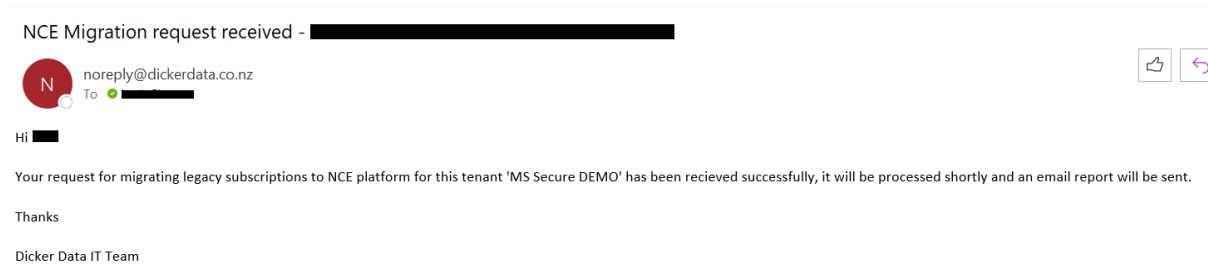 NCE Migration request received -
N
noreply@dickerdata.co.nz
To
Hi
Your request for migrating legacy subscriptions to NCE platform for this tenant 'MS Secure DEMO' has been recieved successfully, it will be processed shortly and an email report will be sent.
Thanks
Dicker Data IT Team